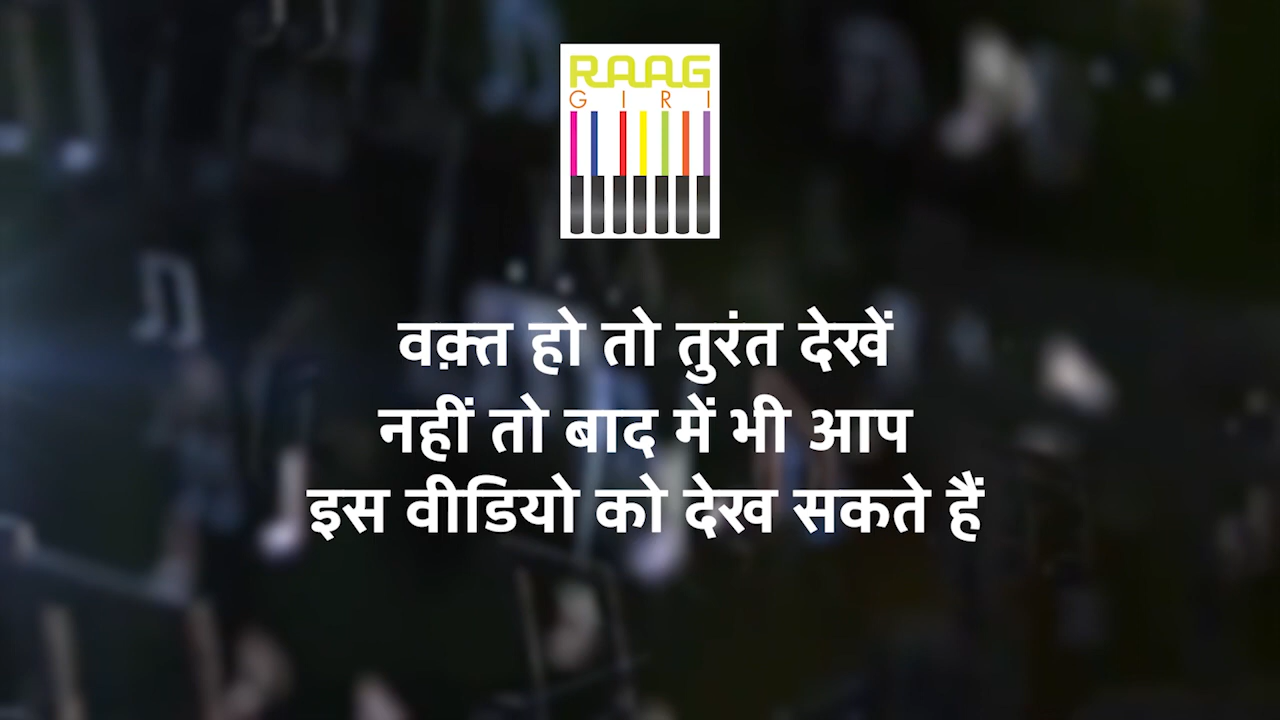 RAAG
GIRI
वक़्त हो तो तुरंत देखें
नहीं तो बाद में भी आप
इस वीडियो को देख सकते हैं